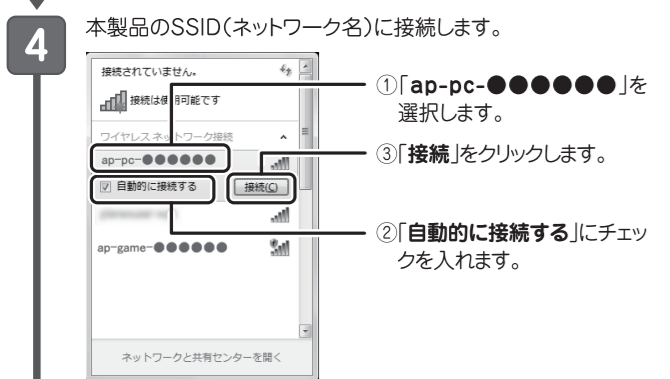 4
本製品のSSID（ネットワーク名）に接続します。
接続されていません。
接続は使用可能です
ワイヤレス ネットワーク接続
ap-pc-●●●●●●
自動的に接続する
接続(C)
ap-game-●●●●●●
ネットワークと共有センターを開く
①「ap-pc-●●●●●●」を
選択します。
③「接続」をクリックします。
②「自動的に接続する」にチェッ
クを入れます。